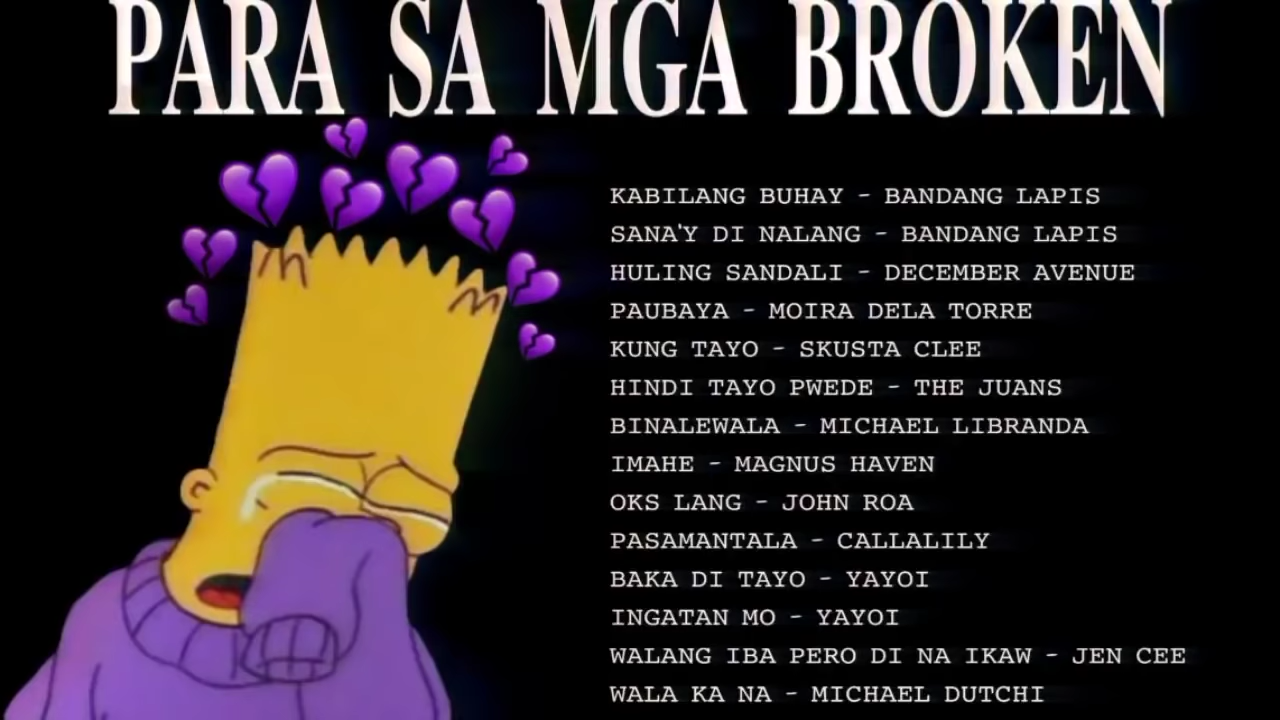 PARA SA MGA BROKEN
KABILANG BUHAY - BANDANG LAPIS
SANA'Y DI NALANG - BANDANG LAPIS
HULING SANDALI - DECEMBER AVENUE
PAUBAYA - MOIRA DELA TORRE
KUNG TAYO - SKUSTA CLEE
HINDI TAYO PWEDE - THE JUANS
BINALEWALA - MICHAEL LIBRANDA
IMAHE - MAGNUS HAVEN
OKS LANG - JOHN ROA
PASAMANTALA - CALLALILY
BAKA DI TAYO - YAYOI
INGATAN MO - YAYOI
WALANG IBA PERO DI NA IKAW - JEN CEE
WALA KA NA - MICHAEL DUTCHI